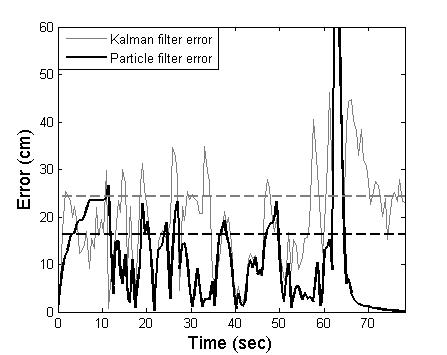 Kalman filter error
Particle filter error
60
50
40
30
20
10
0
Error (cm)
0 10 20 30 40 50 60 70
Time (sec)